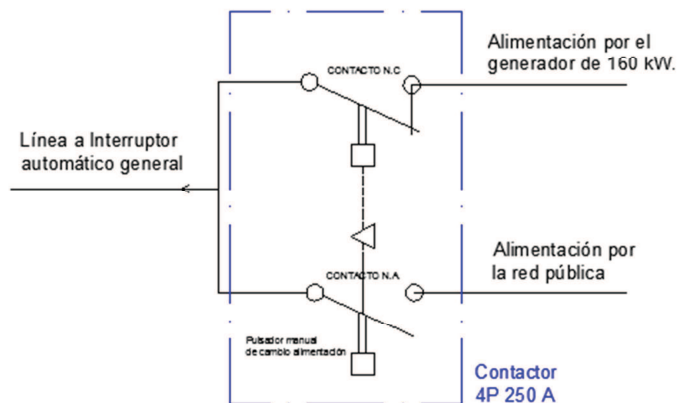 Alimentación por el
generador de 160 kW.
CONTACTO N.C
Línea a Interruptor
automático general
Alimentación por
la red pública
CONTACTO N.A.
Pulsador manual
de cambio alimentación
Contactor
4P 250 A